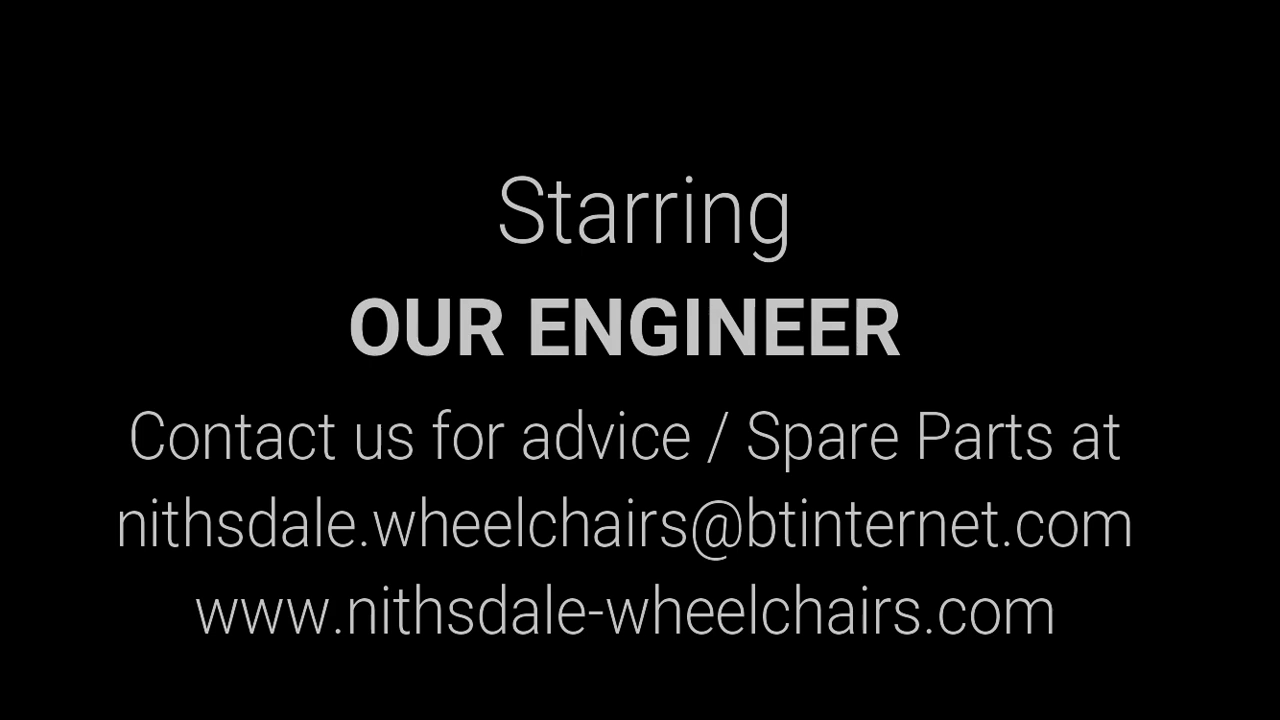 Starring
OUR ENGINEER
Contact us for advice / Spare Parts at
nithsdale.wheelchairs@btinternet.com
www.nithsdale-wheelchairs.com